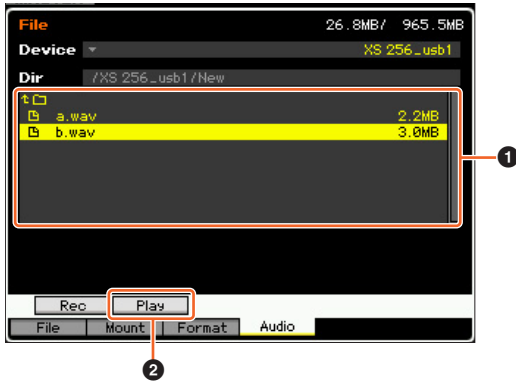 File 26.8MB/ 965.5MB
Device XS 256_usb1
Dir /XS 256_usb1/New
a.wav 2.2MB
b.wav 3.0MB
1
Rec Play
File Mount Format Audio
2